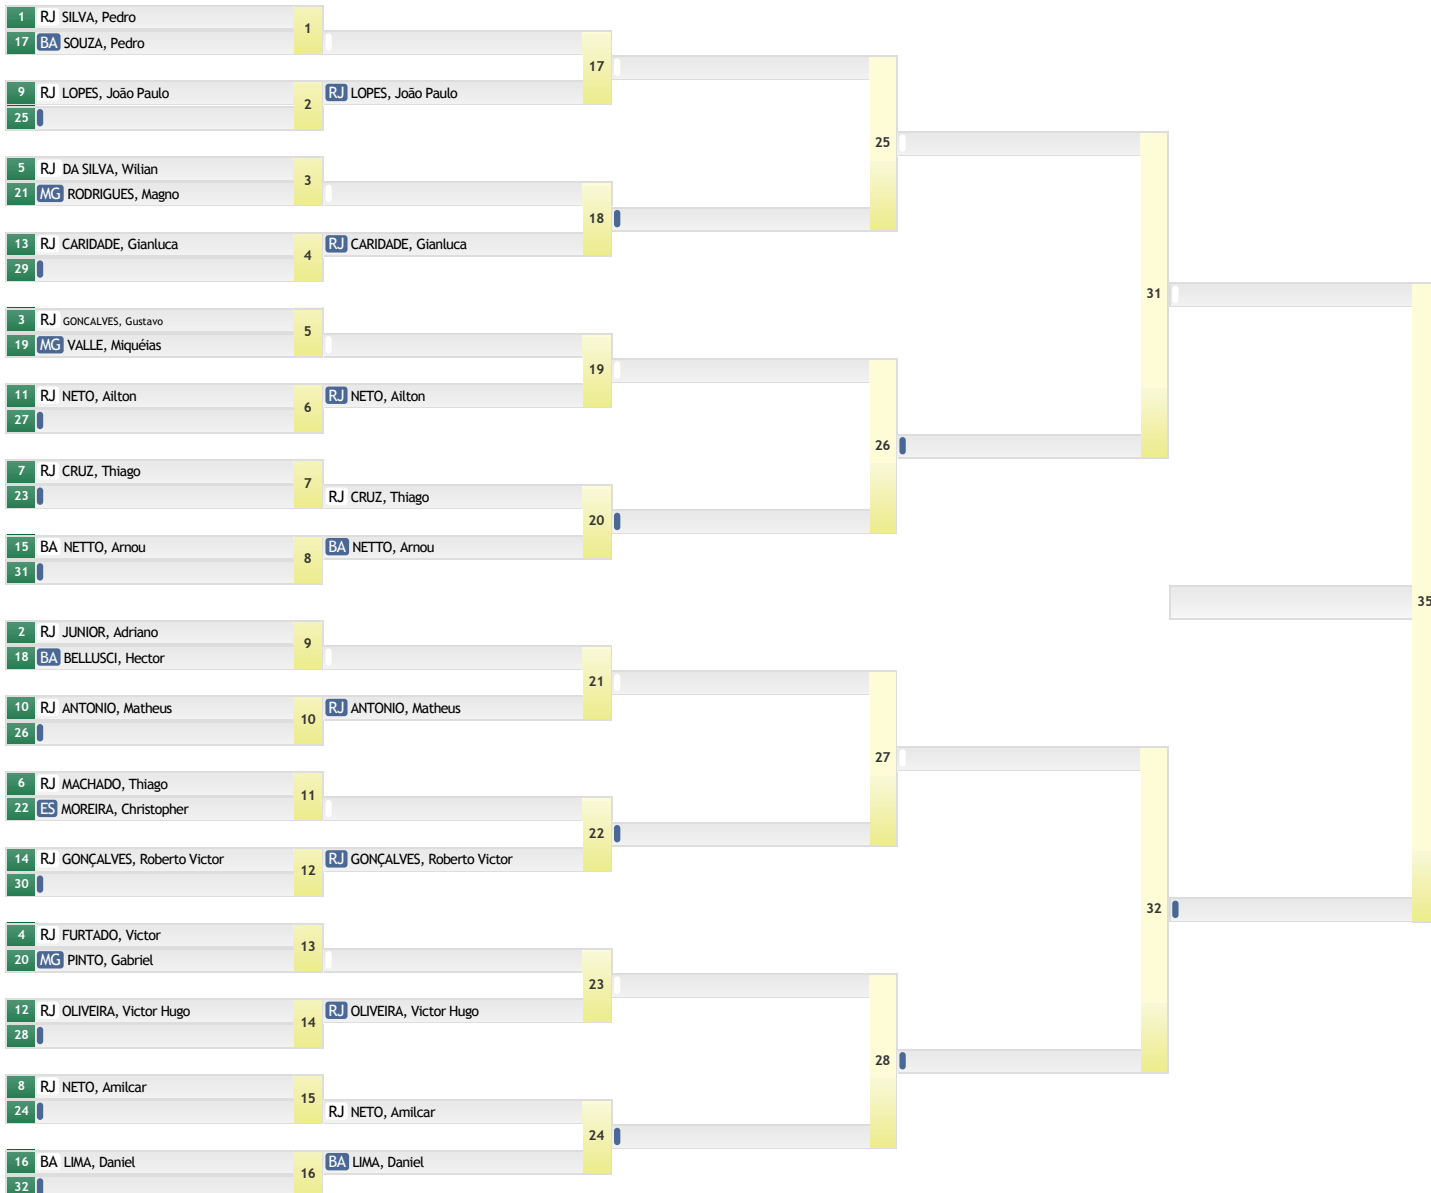 1 RJ SILVA, Pedro
1
17 BA SOUZA, Pedro
17
9 RJ LOPES, João Paulo
RJ LOPES, João Paulo
2
25
25
5 RJ DA SILVA, Wilian
3
21 MG RODRIGUES, Magno
18
13 RJ CARIDADE, Gianluca
RJ CARIDADE, Gianluca
4
29
31
3 RJ GONCALVES, Gustavo
5
19 MG VALLE, Miquéias
19
11 RJ NETO, Ailton
RJ NETO, Ailton
6
27
26
7 RJ CRUZ, Thiago
7
23
RJ CRUZ, Thiago
20
15 BA NETTO, Arnou
BA NETTO, Arnou
8
31
35
2 RJ JUNIOR, Adriano
9
18 BA BELLUSCI, Hector
21
10 RJ ANTONIO, Matheus
RJ ANTONIO, Matheus
10
26
27
6 RJ MACHADO, Thiago
11
22 ES MOREIRA, Christopher
22
14 RJ GONÇALVES, Roberto Victor
RJ GONÇALVES, Roberto Victor
12
30
32
4 RJ FURTADO, Victor
13
20 MG PINTO, Gabriel
23
12 RJ OLIVEIRA, Victor Hugo
RJ OLIVEIRA, Victor Hugo
14
28
28
8 RJ NETO, Amilcar
15
24
RJ NETO, Amilcar
24
16 BA LIMA, Daniel
BA LIMA, Daniel
16
32